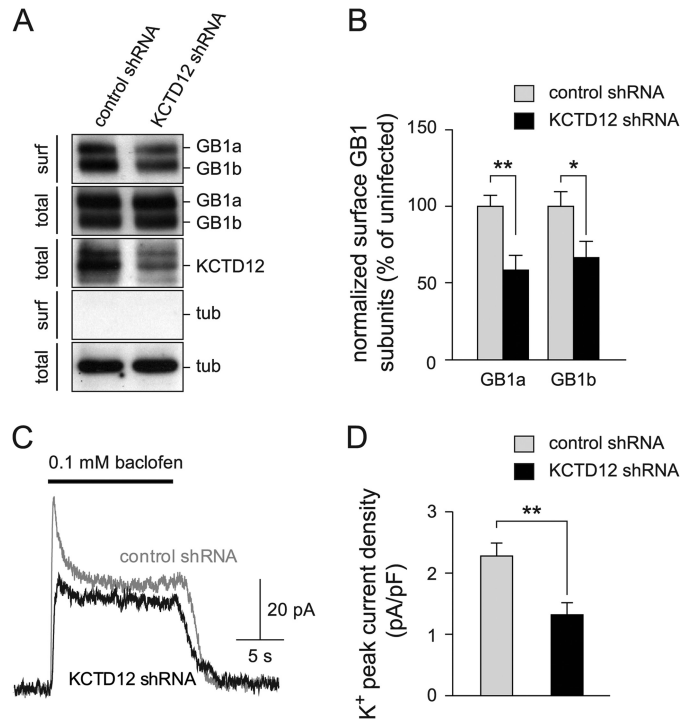 A
control shRNA
KCTD12 shRNA
surf
GB1a
GB1b
total
GB1a
GB1b
total
KCTD12
surf
tub
total
tub
B
control shRNA
KCTD12 shRNA
normalized surface GB1
subunits (% of uninfected)
150
100
50
0
**
*
GB1a
GB1b
C
0.1 mM baclofen
control shRNA
20 pA
5 s
KCTD12 shRNA
D
control shRNA
KCTD12 shRNA
K⁺ peak current density
(pA/pF)
3
2
1
0
**